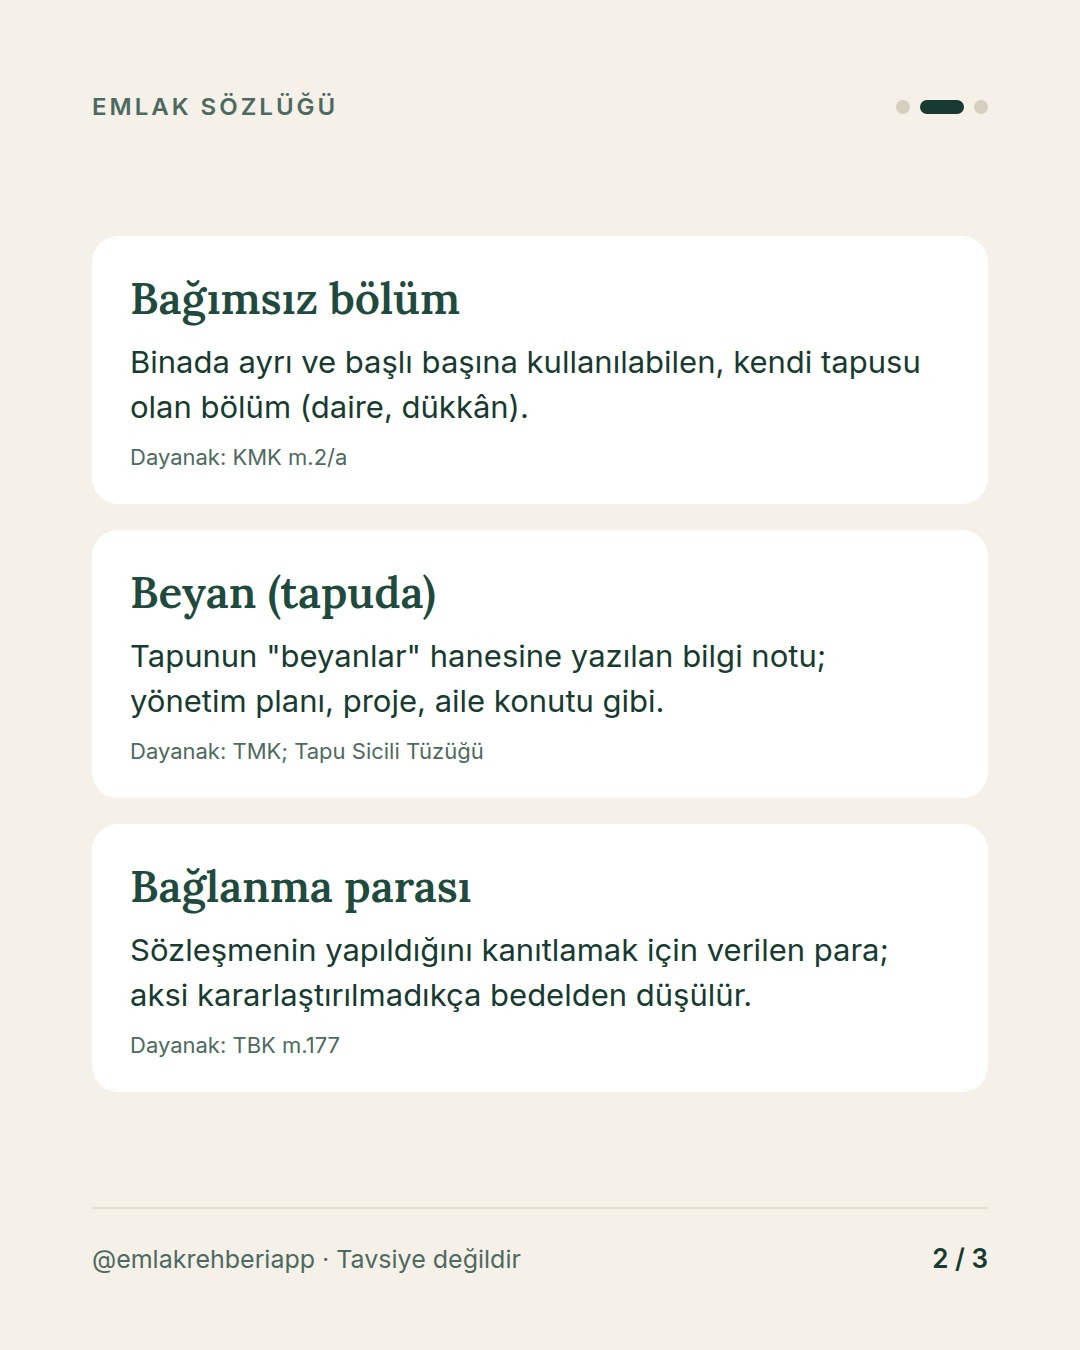 EMLAK SÖZLÜĞÜ
Bağımsız bölüm
Binada ayrı ve başlı başına kullanılabilen, kendi tapusu
olan bölüm (daire, dükkân).
Dayanak: KMK m.2/a
Beyan (tapuda)
Tapunun "beyanlar" hanesine yazılan bilgi notu;
yönetim planı, proje, aile konutu gibi.
Dayanak: TMK; Tapu Sicili Tüzüğü
Bağlanma parası
Sözleşmenin yapıldığını kanıtlamak için verilen para;
aksi kararlaştırılmadıkça bedelden düşülür.
Dayanak: TBK m.177
@emlakrehberiapp · Tavsiye değildir
2 / 3